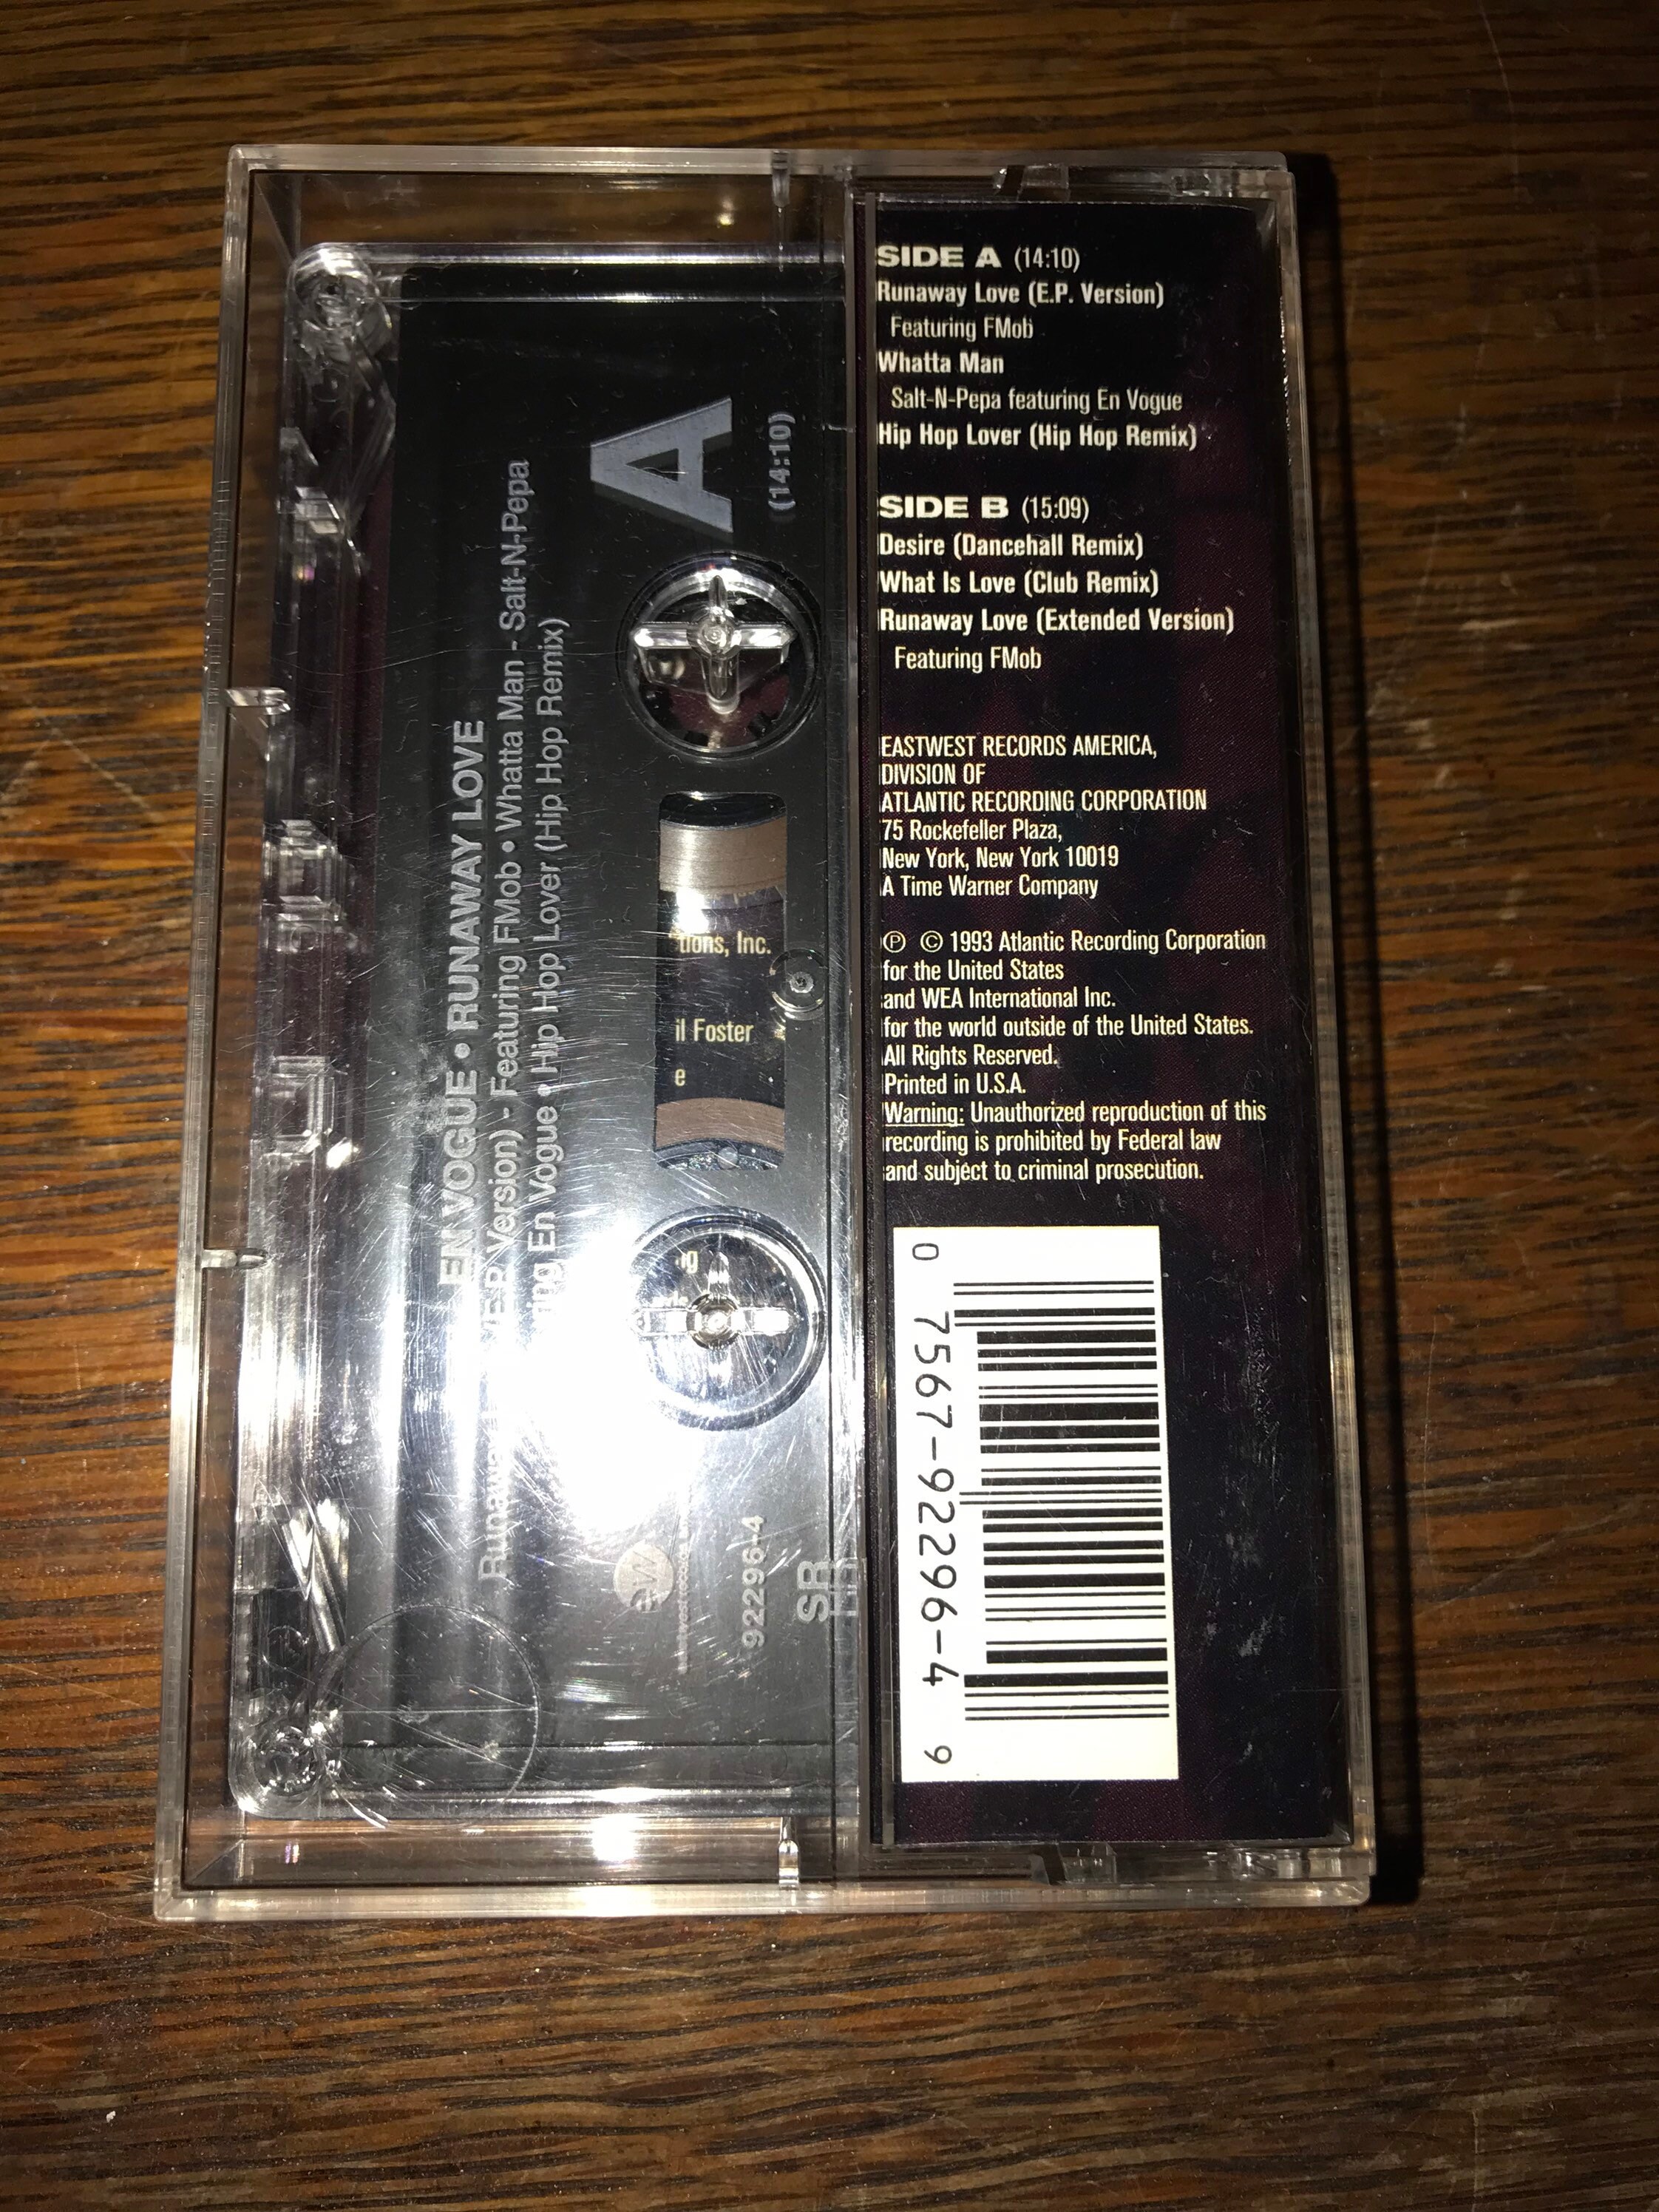 SIDE A (14:10)
Runaway Love (E.P. Version)
Featuring FMob
Whatta Man
Salt-N-Pepa featuring En Vogue
Hip Hop Lover (Hip Hop Remix)
SIDE B (15:09)
Desire (Dancehall Remix)
What Is Love (Club Remix)
Runaway Love (Extended Version)
Featuring FMob
EASTWEST RECORDS AMERICA,
DIVISION OF
ATLANTIC RECORDING CORPORATION
75 Rockefeller Plaza,
New York, New York 10019
A Time Warner Company
℗ © 1993 Atlantic Recording Corporation
for the United States
and WEA International Inc.
for the world outside of the United States.
All Rights Reserved.
Printed in U.S.A.
Warning: Unauthorized reproduction of this
recording is prohibited by Federal law
and subject to criminal prosecution.
0 7567-92296-4 9
EN VOGUE • RUNAWAY LOVE
Version) - Featuring FMob • Whatta Man - Salt-N-Pepa
En Vogue • Hip Hop Lover (Hip Hop Remix)
A
(14:10)
Inc.
Foster
92296-4
SR